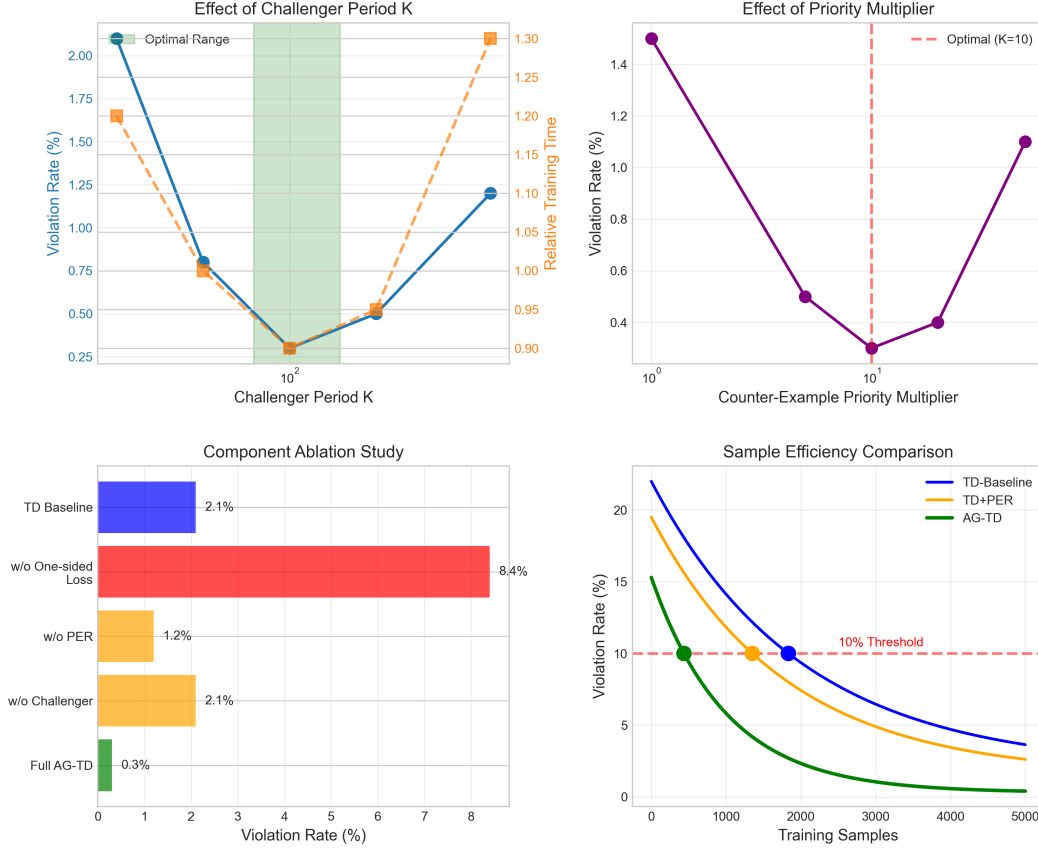 Effect of Challenger Period K
Optimal Range
2.00
1.75
1.50
1.25
1.00
0.75
0.50
0.25
Violation Rate (%)
1.30
1.25
1.20
1.15
1.10
1.05
1.00
0.95
0.90
Relative Training Time
10²
Challenger Period K
Effect of Priority Multiplier
Optimal (K=10)
1.4
1.2
1.0
0.8
0.6
0.4
Violation Rate (%)
10⁰ 10¹
Counter-Example Priority Multiplier
Component Ablation Study
TD Baseline 2.1%
w/o One-sided
Loss 8.4%
w/o PER 1.2%
w/o Challenger 2.1%
Full AG-TD 0.3%
0 1 2 3 4 5 6 7 8
Violation Rate (%)
Sample Efficiency Comparison
TD-Baseline
TD+PER
AG-TD
10% Threshold
20
15
10
5
0
Violation Rate (%)
0 1000 2000 3000 4000 5000
Training Samples